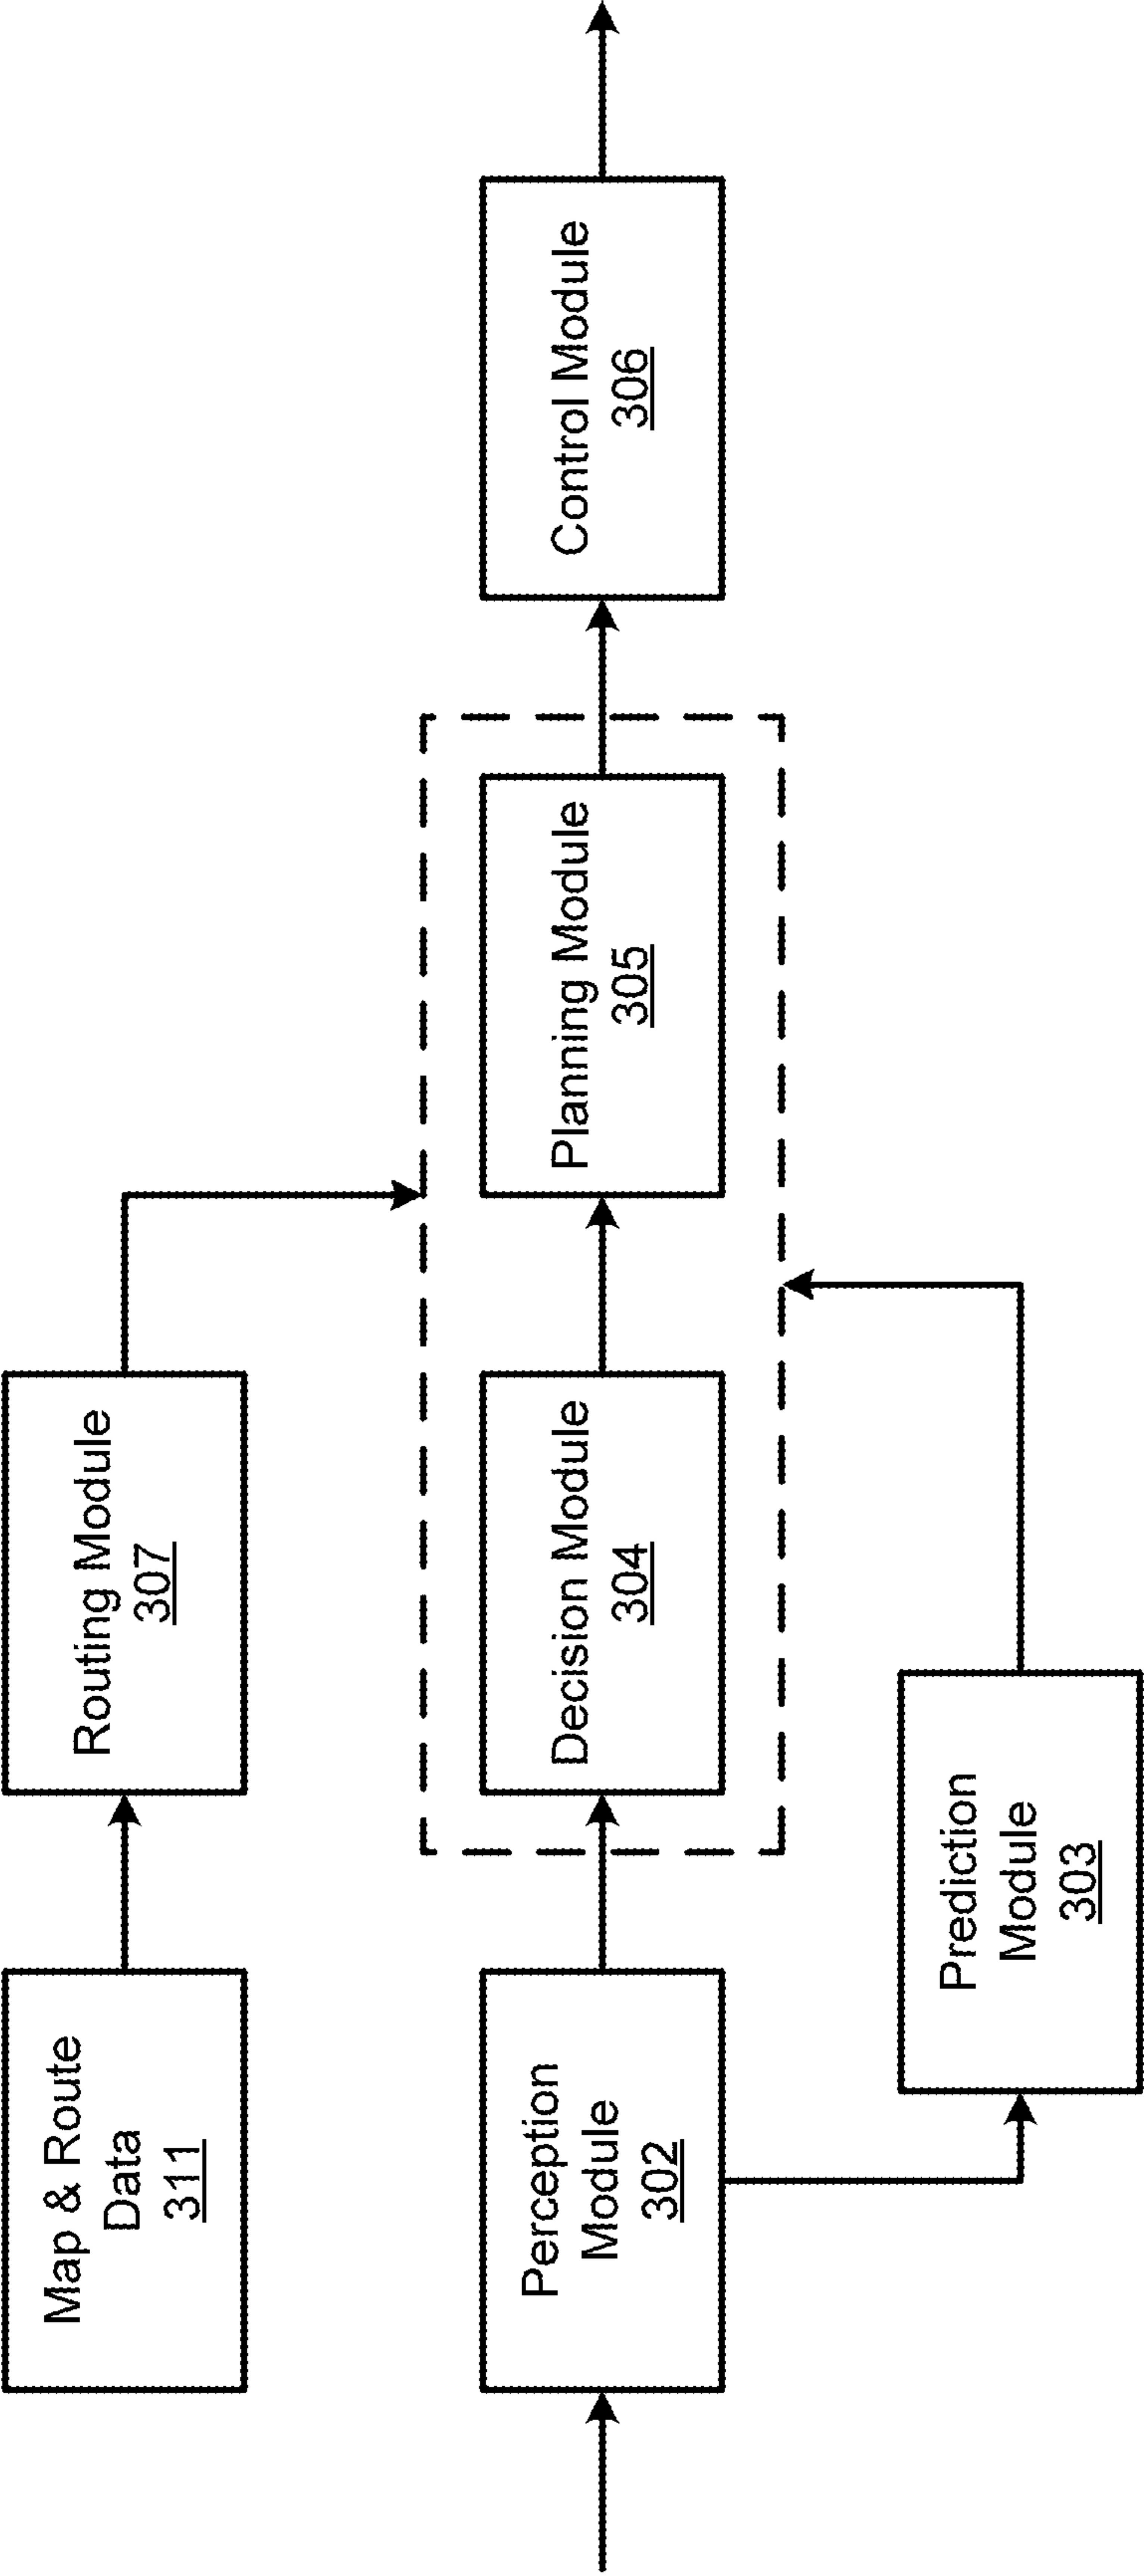 Map & Route
Data
311
Routing Module
307
Perception
Module
302
Decision Module
304
Planning Module
305
Control Module
306
Prediction
Module
303